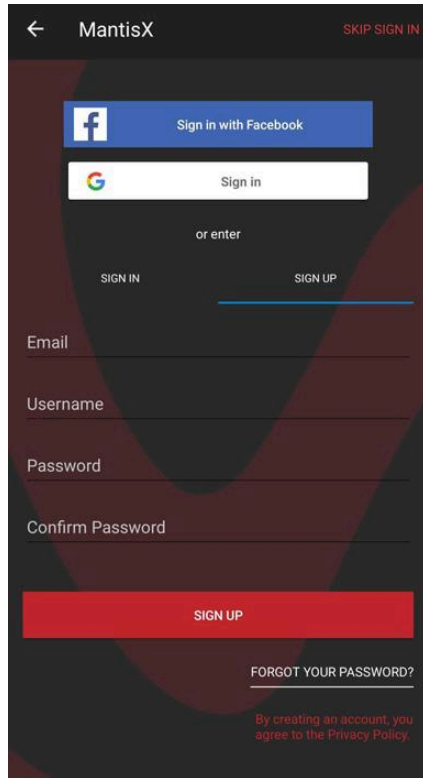 MantisX
SKIP SIGN IN
Sign in with Facebook
Sign in
or enter
SIGN IN
SIGN UP
Email
Username
Password
Confirm Password
SIGN UP
FORGOT YOUR PASSWORD?
By creating an account, you
agree to the Privacy Policy.